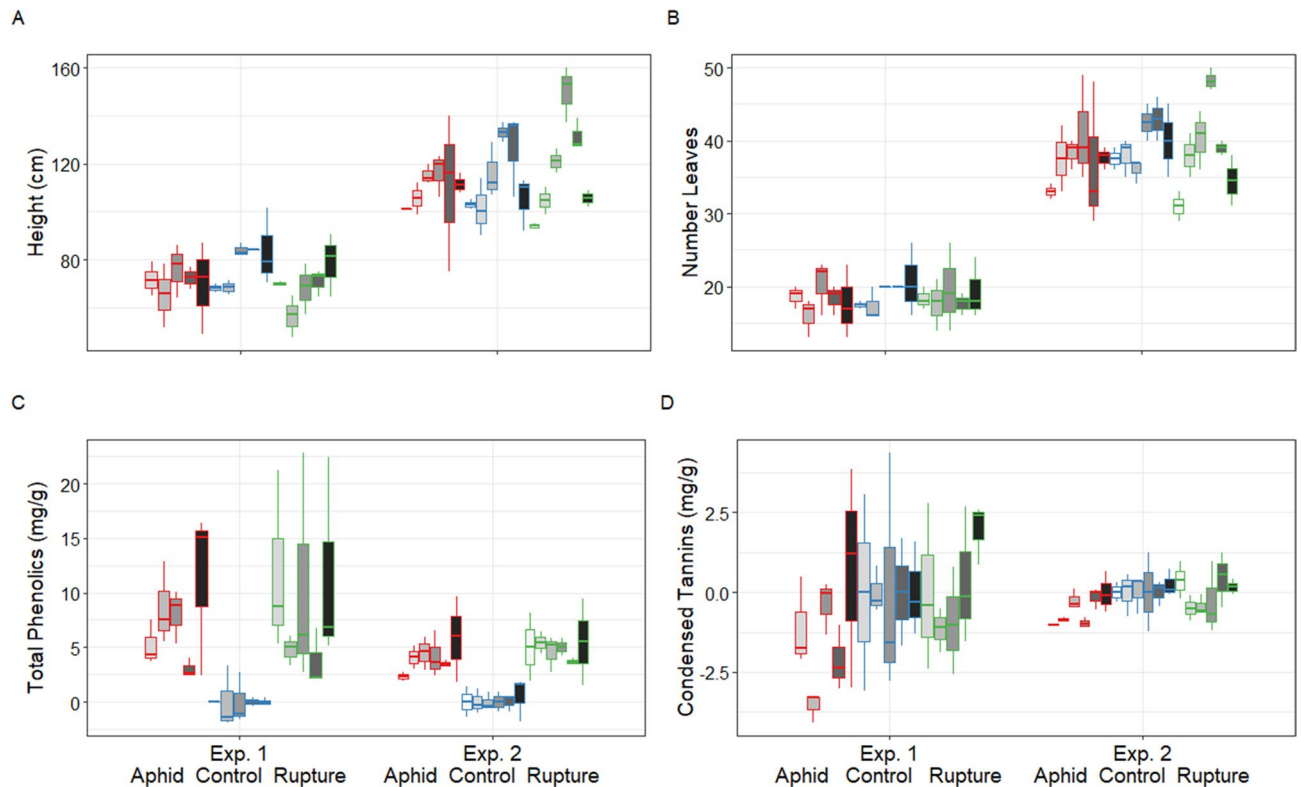 A
B
Height (cm)
160
120
80
Number Leaves
50
40
30
20
C
D
Total Phenolics (mg/g)
20
15
10
5
0
Exp. 1
Exp. 2
Aphid Control Rupture
Aphid Control Rupture
Condensed Tannins (mg/g)
2.5
0.0
-2.5
Exp. 1
Exp. 2
Aphid Control Rupture
Aphid Control Rupture